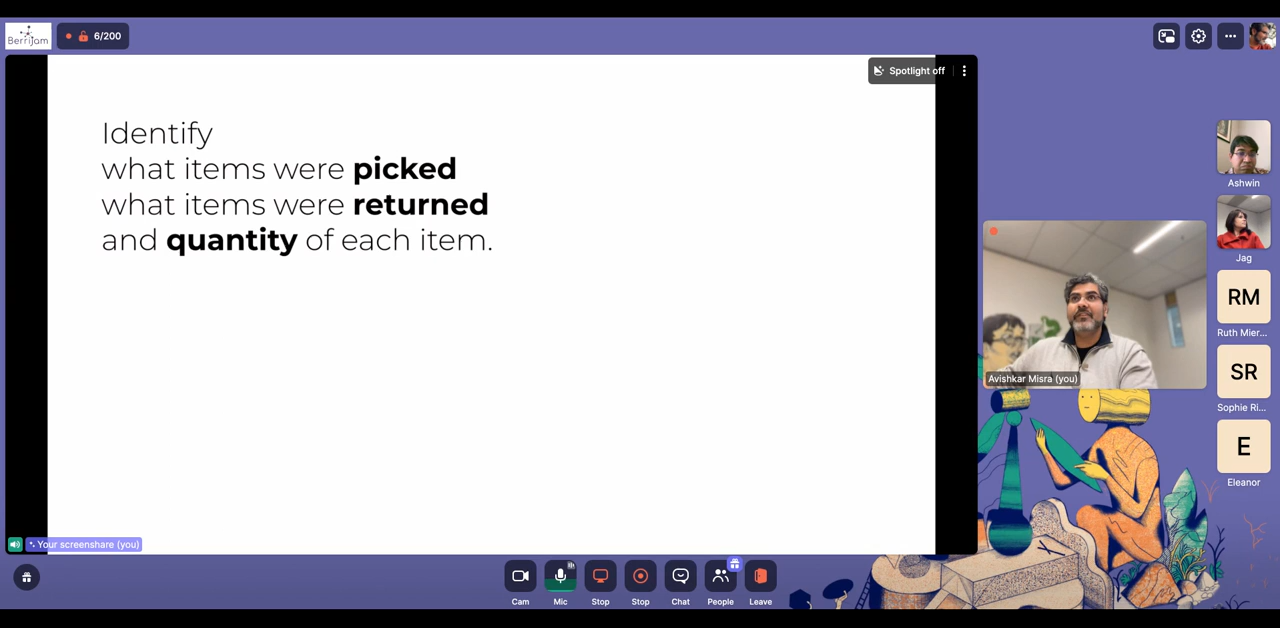 Berrijam
6/200
Spotlight off
Identify
what items were picked
what items were returned
and quantity of each item.
Ashwin
Jag
RM
Ruth Mier...
SR
Sophie Ri...
E
Eleanor
Avishkar Misra (you)
Your screenshare (you)
Cam
Mic
Stop
Stop
Chat
People
Leave